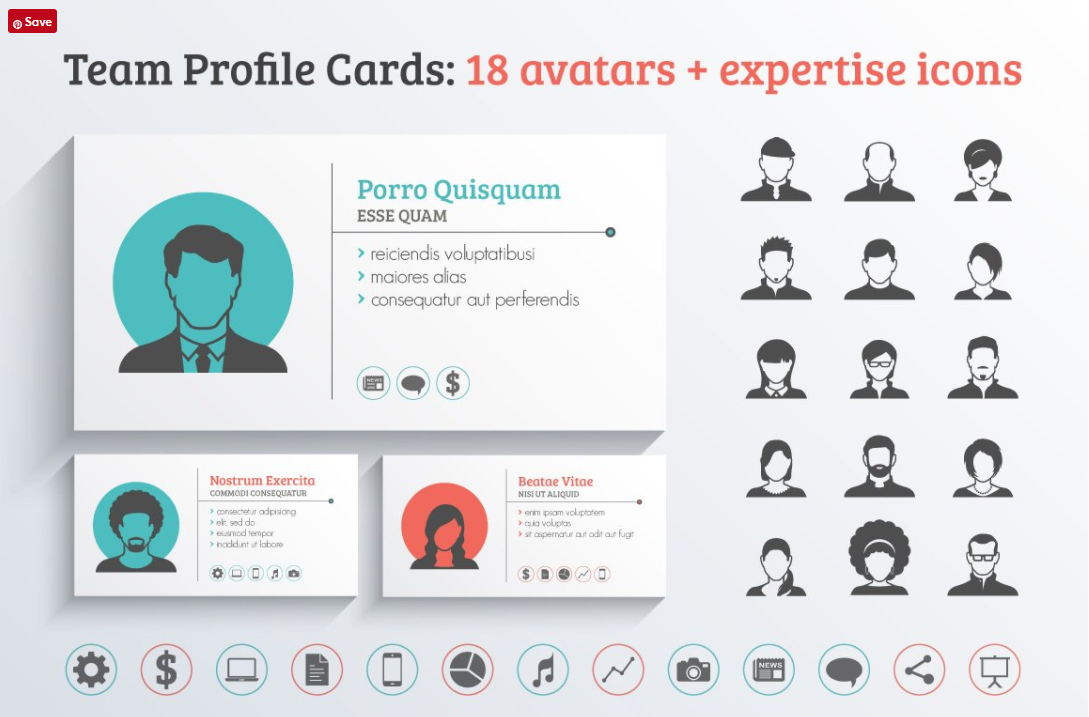 Save
Team Profile Cards: 18 avatars + expertise icons
Porro Quisquam
ESSE QUAM
reiciendis voluptatibusi
maiores alias
consequatur aut perferendis
NEWS
$
Nostrum Exercita
COMMODI CONSEQUATUR
consectetur adipisicing
elit, sed do
eiusmod tempor
incididunt ut labore
Beatae Vitae
NISI UT ALIQUID
enim ipsam voluptatem
quia voluptas
sit aspernatur aut odit aut fugit
$
$
NEWS